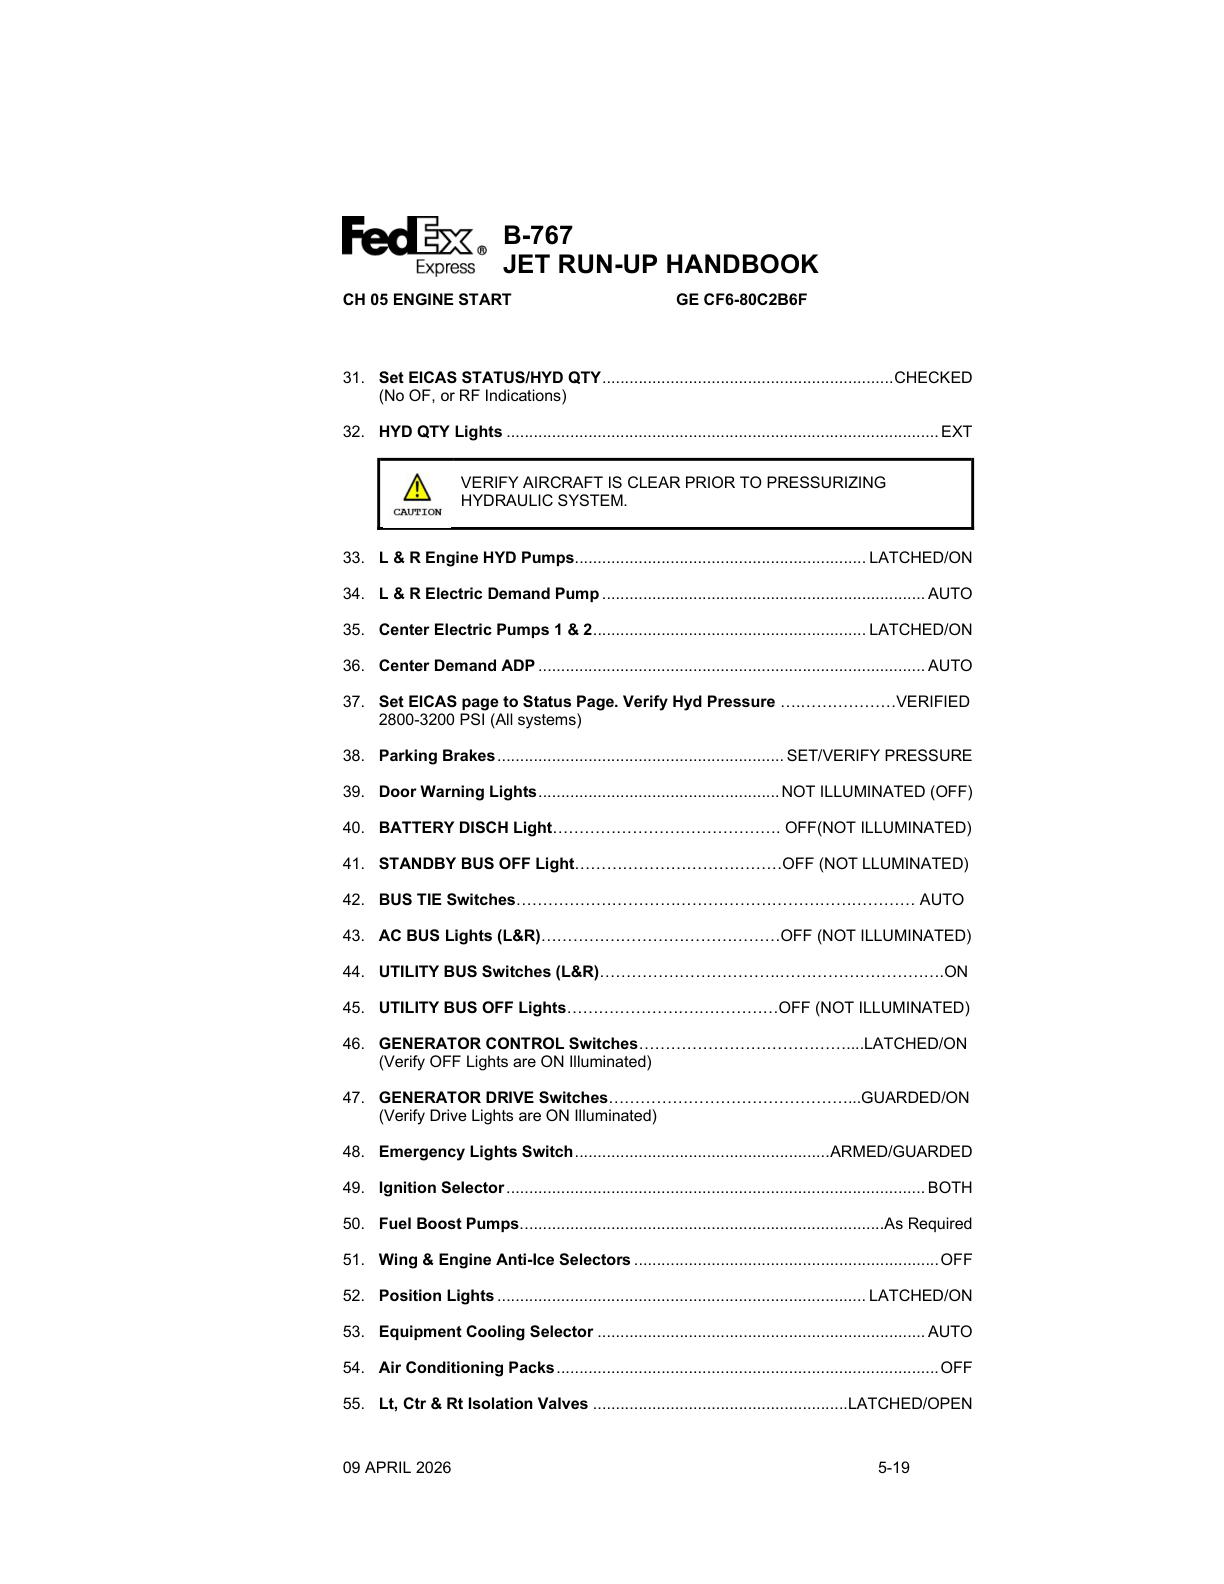 FedEx® B-767
Express JET RUN-UP HANDBOOK
CH 05 ENGINE START GE CF6-80C2B6F
31. Set EICAS STATUS/HYD QTY................................................................CHECKED
(No OF, or RF Indications)
32. HYD QTY Lights ............................................................................................... EXT
CAUTION
VERIFY AIRCRAFT IS CLEAR PRIOR TO PRESSURIZING
HYDRAULIC SYSTEM.
33. L & R Engine HYD Pumps................................................................ LATCHED/ON
34. L & R Electric Demand Pump ....................................................................... AUTO
35. Center Electric Pumps 1 & 2............................................................ LATCHED/ON
36. Center Demand ADP ..................................................................................... AUTO
37. Set EICAS page to Status Page. Verify Hyd Pressure ….………………VERIFIED
2800-3200 PSI (All systems)
38. Parking Brakes ............................................................... SET/VERIFY PRESSURE
39. Door Warning Lights..................................................... NOT ILLUMINATED (OFF)
40. BATTERY DISCH Light……………………………………. OFF(NOT ILLUMINATED)
41. STANDBY BUS OFF Light…………………………………OFF (NOT LLUMINATED)
42. BUS TIE Switches………………………….…………………………….………… AUTO
43. AC BUS Lights (L&R)………………………………………OFF (NOT ILLUMINATED)
44. UTILITY BUS Switches (L&R)…………………………….………………………….ON
45. UTILITY BUS OFF Lights…………………….……………OFF (NOT ILLUMINATED)
46. GENERATOR CONTROL Switches…………………………………....LATCHED/ON
(Verify OFF Lights are ON Illuminated)
47. GENERATOR DRIVE Switches………………………………………...GUARDED/ON
(Verify Drive Lights are ON Illuminated)
48. Emergency Lights Switch........................................................ARMED/GUARDED
49. Ignition Selector ............................................................................................ BOTH
50. Fuel Boost Pumps................................................................................As Required
51. Wing & Engine Anti-Ice Selectors ................................................................... OFF
52. Position Lights ................................................................................. LATCHED/ON
53. Equipment Cooling Selector ........................................................................ AUTO
54. Air Conditioning Packs.................................................................................... OFF
55. Lt, Ctr & Rt Isolation Valves ........................................................LATCHED/OPEN
09 APRIL 2026 5-19